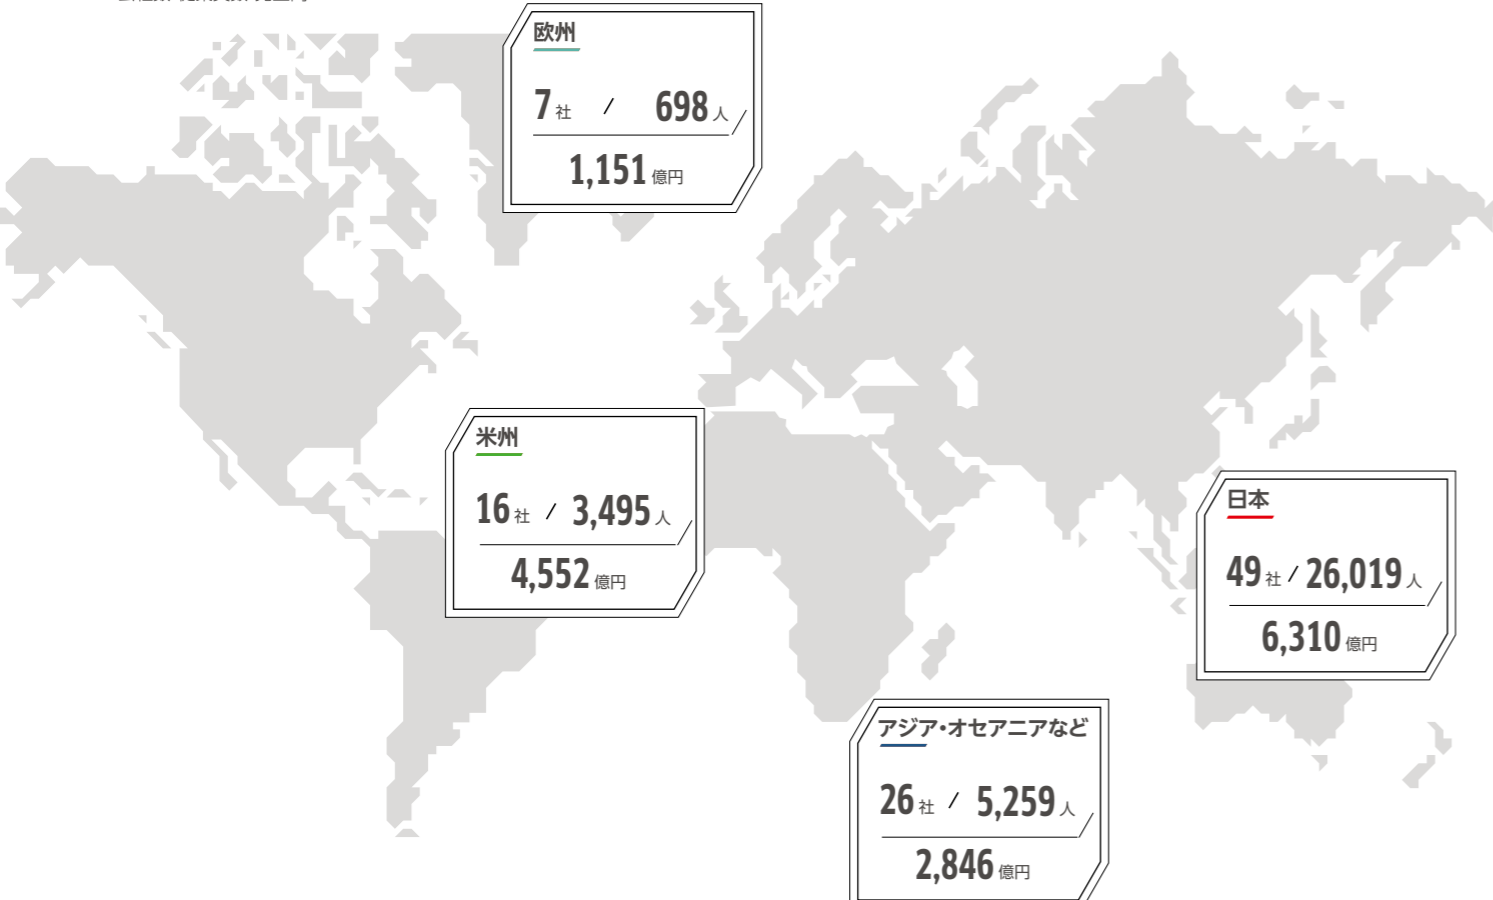 欧州
7社 / 698人/
1,151億円
米州
16社 / 3,495人/
4,552億円
日本
49社/26,019人/
6,310億円
アジア・オセアニアなど
26社 / 5,259人/
2,846億円